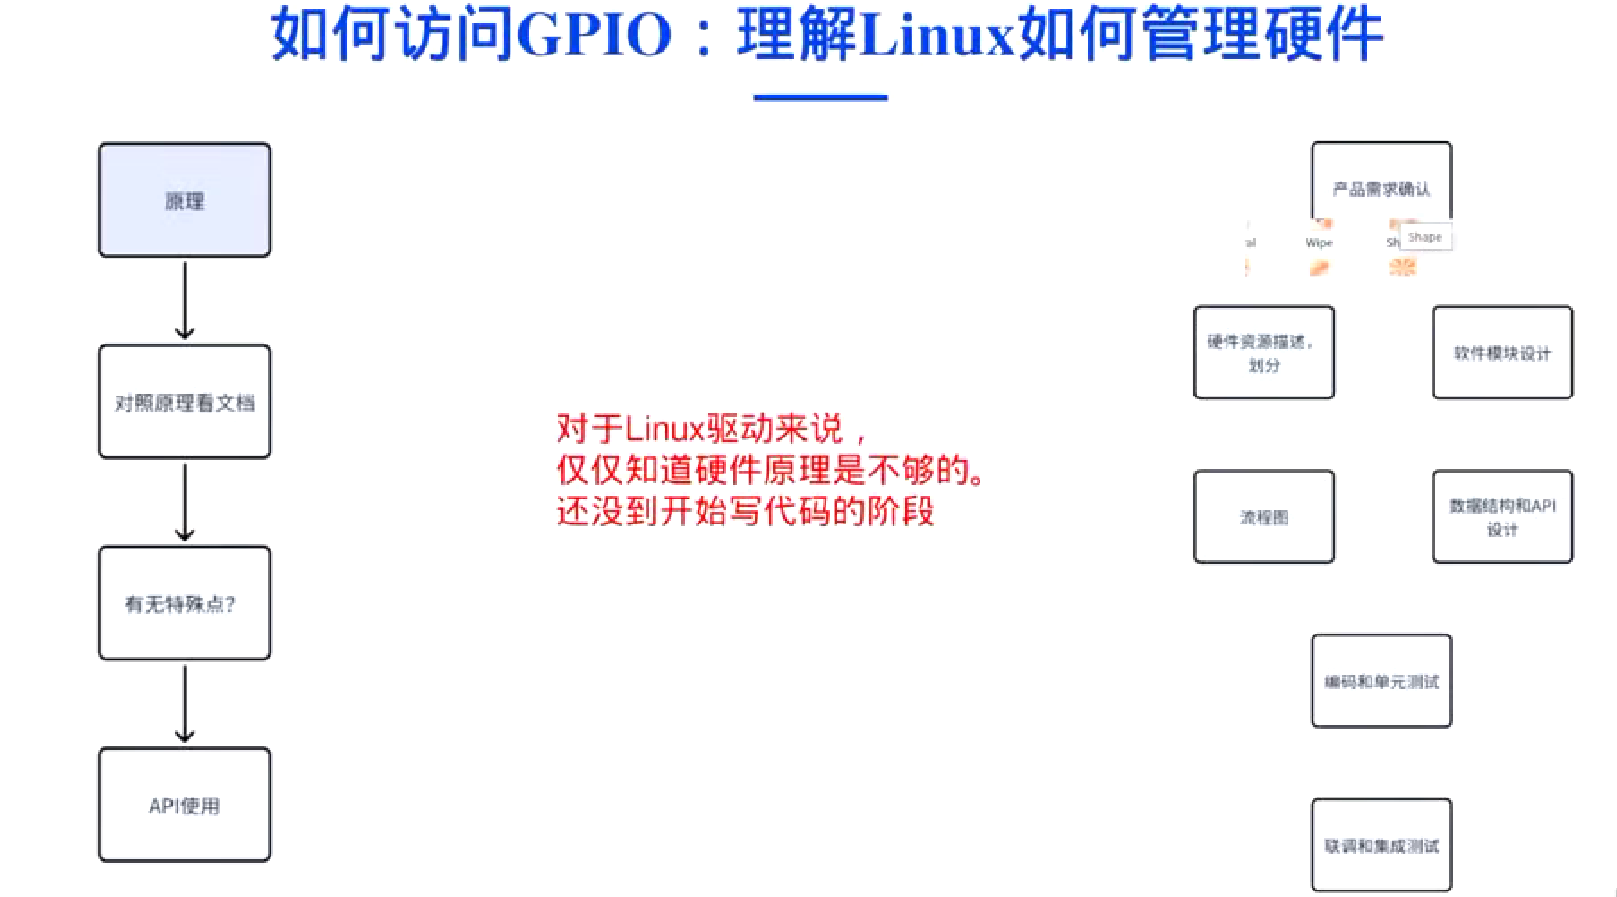 如何访问GPIO：理解Linux如何管理硬件
原理
对照原理看文档
有无特殊点?
API使用
对于Linux驱动来说，
仅仅知道硬件原理是不够的。
还没到开始写代码的阶段
产品需求确认
al
Wipe
Sh
Shape
硬件资源描述，
划分
软件模块设计
流程图
数据结构和API
设计
编码和单元测试
联调和集成测试